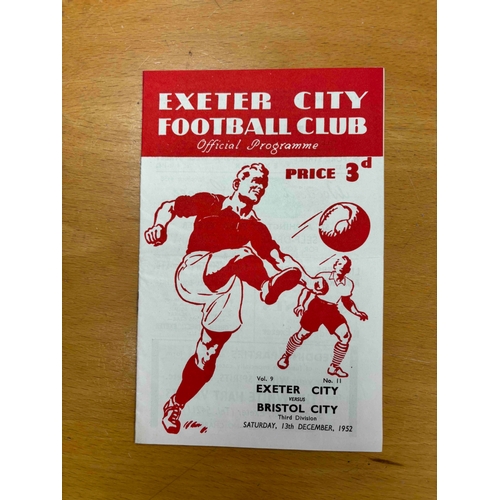 EXETER CITY
FOOTBALL CLUB
Official Programme
PRICE 3d
Vol. 9 No. 11
EXETER CITY
VERSUS
BRISTOL CITY
Third Division
SATURDAY, 13th DECEMBER, 1952